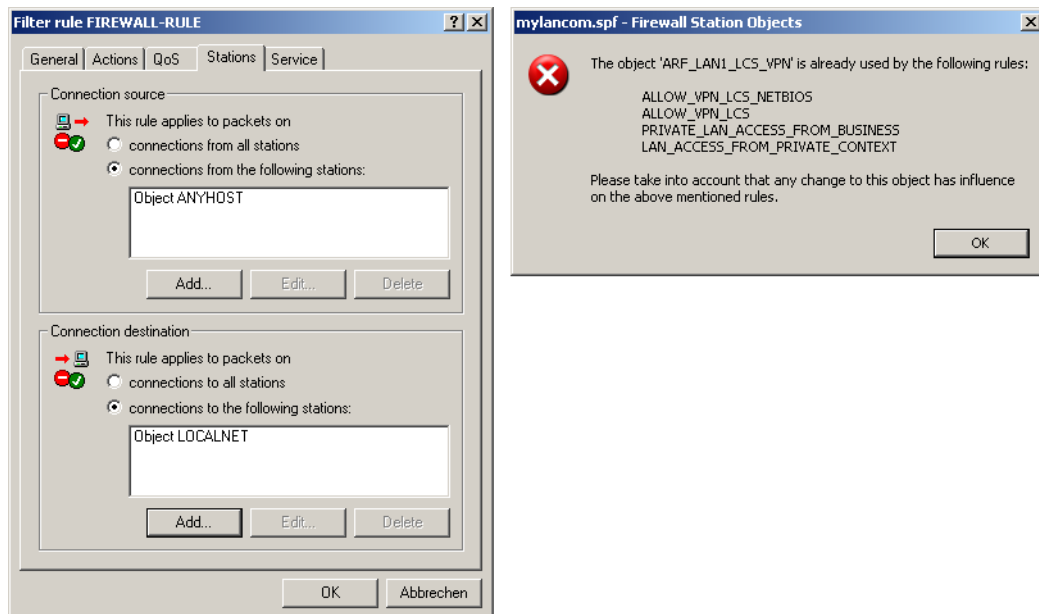 Filter rule FIREWALL-RULE
General Actions QoS Stations Service
Connection source
This rule applies to packets on
connections from all stations
connections from the following stations:
Object ANYHOST
Add... Edit... Delete
Connection destination
This rule applies to packets on
connections to all stations
connections to the following stations:
Object LOCALNET
Add... Edit... Delete
OK Abbrechen
mylancom.spf - Firewall Station Objects
The object 'ARF_LAN1_LCS_VPN' is already used by the following rules:
ALLOW_VPN_LCS_NETBIOS
ALLOW_VPN_LCS
PRIVATE_LAN_ACCESS_FROM_BUSINESS
LAN_ACCESS_FROM_PRIVATE_CONTEXT
Please take into account that any change to this object has influence
on the above mentioned rules.
OK